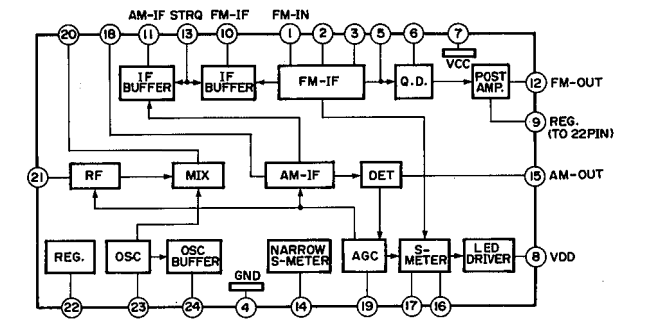 AM-IF STRQ FM-IF FM-IN
20 18 11 13 10 1 2 3 5 6 7
VCC
IF BUFFER
IF BUFFER
FM-IF
Q.D.
POST AMP.
12 FM-OUT
9 REG.
(TO 22PIN)
21
RF
MIX
AM-IF
DET
15 AM-OUT
REG.
OSC
OSC BUFFER
NARROW S-METER
AGC
S-METER
LED DRIVER
8 VDD
GND
22 23 24 4 14 19 17 16